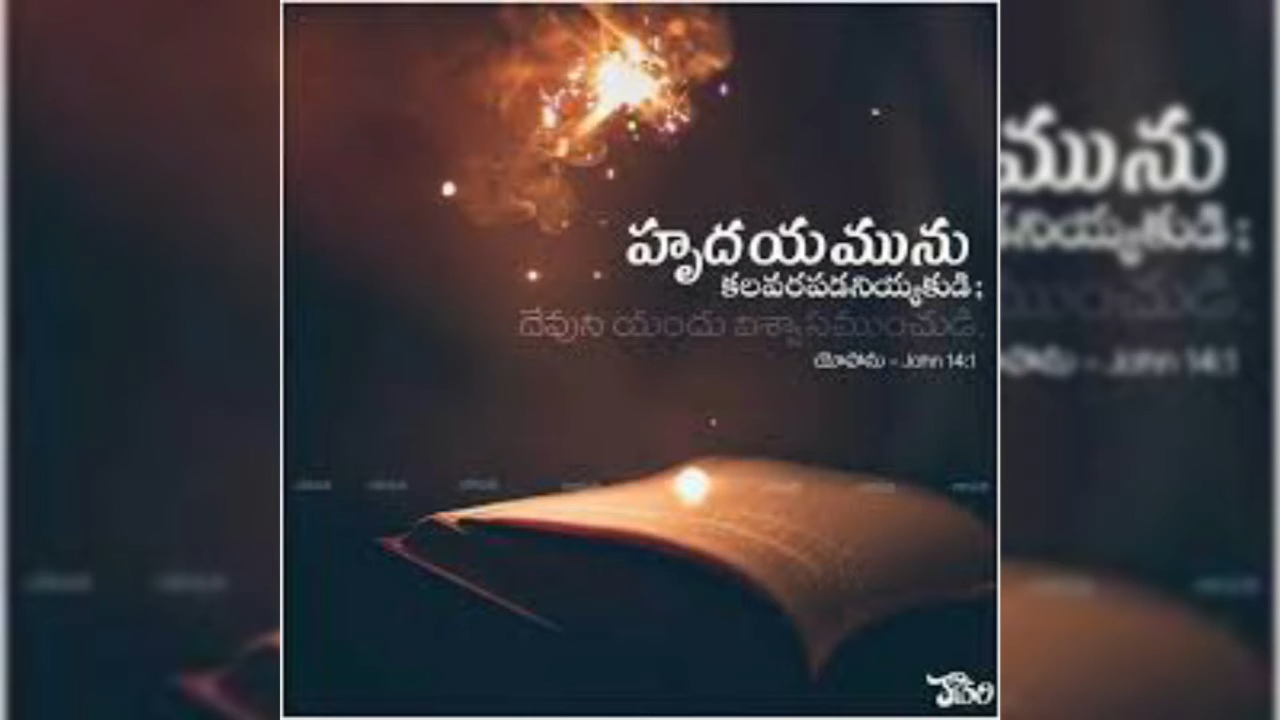 హృదయమును
కలవరపడనియ్యకుడి;
దేవుని యందు విశ్వాసముంచుడి.
యోహాను - John 14:1